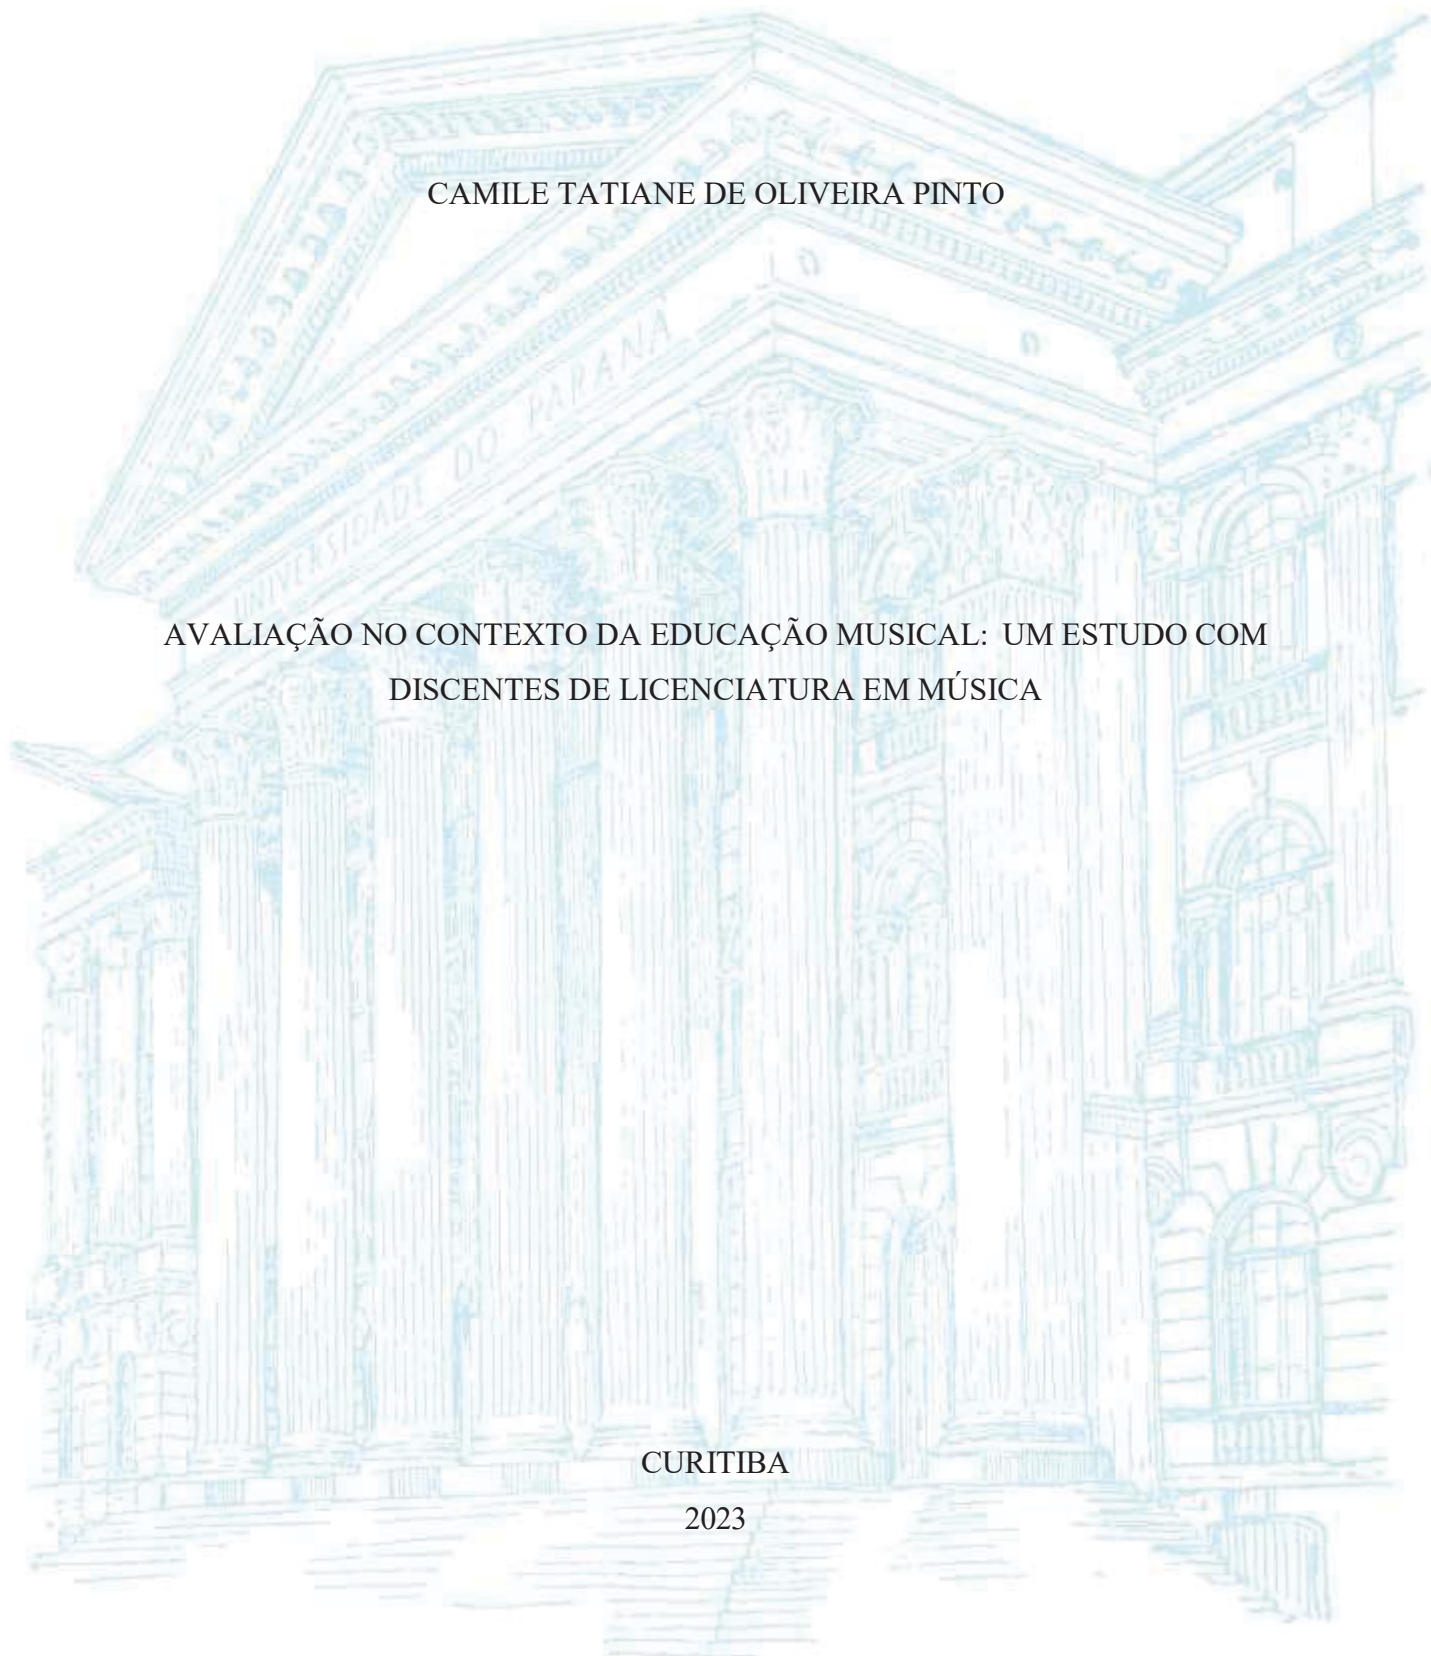 CAMILE TATIANE DE OLIVEIRA PINTO
UNIVERSIDADE DO PARANÁ
AVALIAÇÃO NO CONTEXTO DA EDUCAÇÃO MUSICAL: UM ESTUDO COM
DISCENTES DE LICENCIATURA EM MÚSICA
CURITIBA
2023